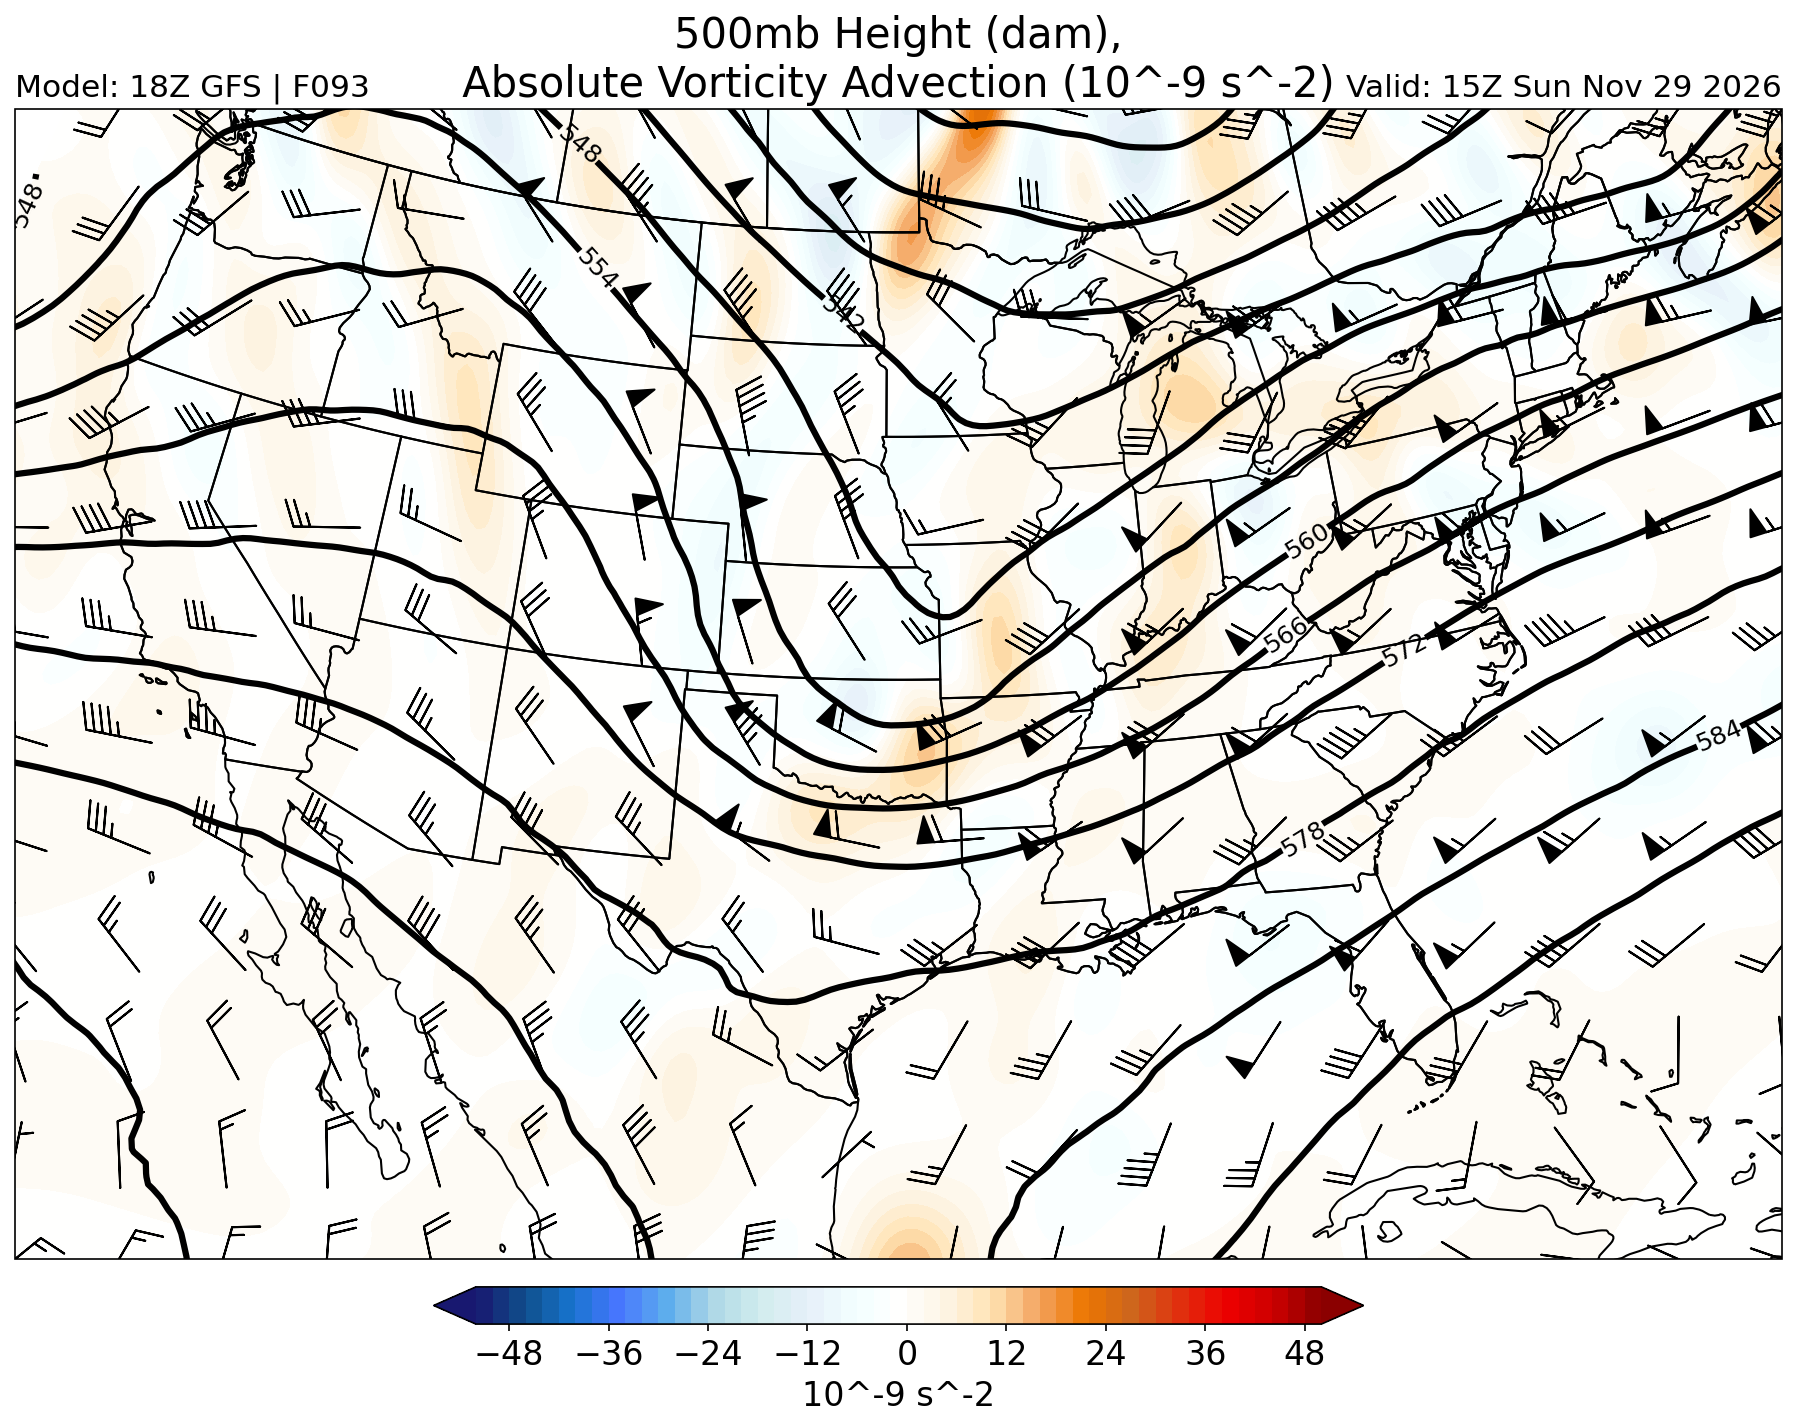 500mb Height (dam),
Model: 18Z GFS | F093
Absolute Vorticity Advection (10^-9 s^-2)
Valid: 15Z Sun Nov 29 2026
548
548
554
542
560
566
572
584
578
−48 −36 −24 −12 0 12 24 36 48
10^-9 s^-2